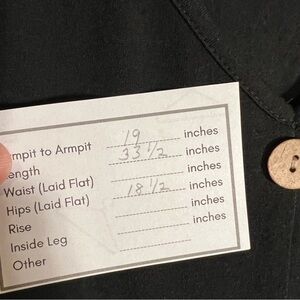 mpit to Armpit 19 inches
ength 33 1/2 inches
Waist (Laid Flat) 18 1/2 inches
Hips (Laid Flat) inches
Rise inches
Inside Leg
Other